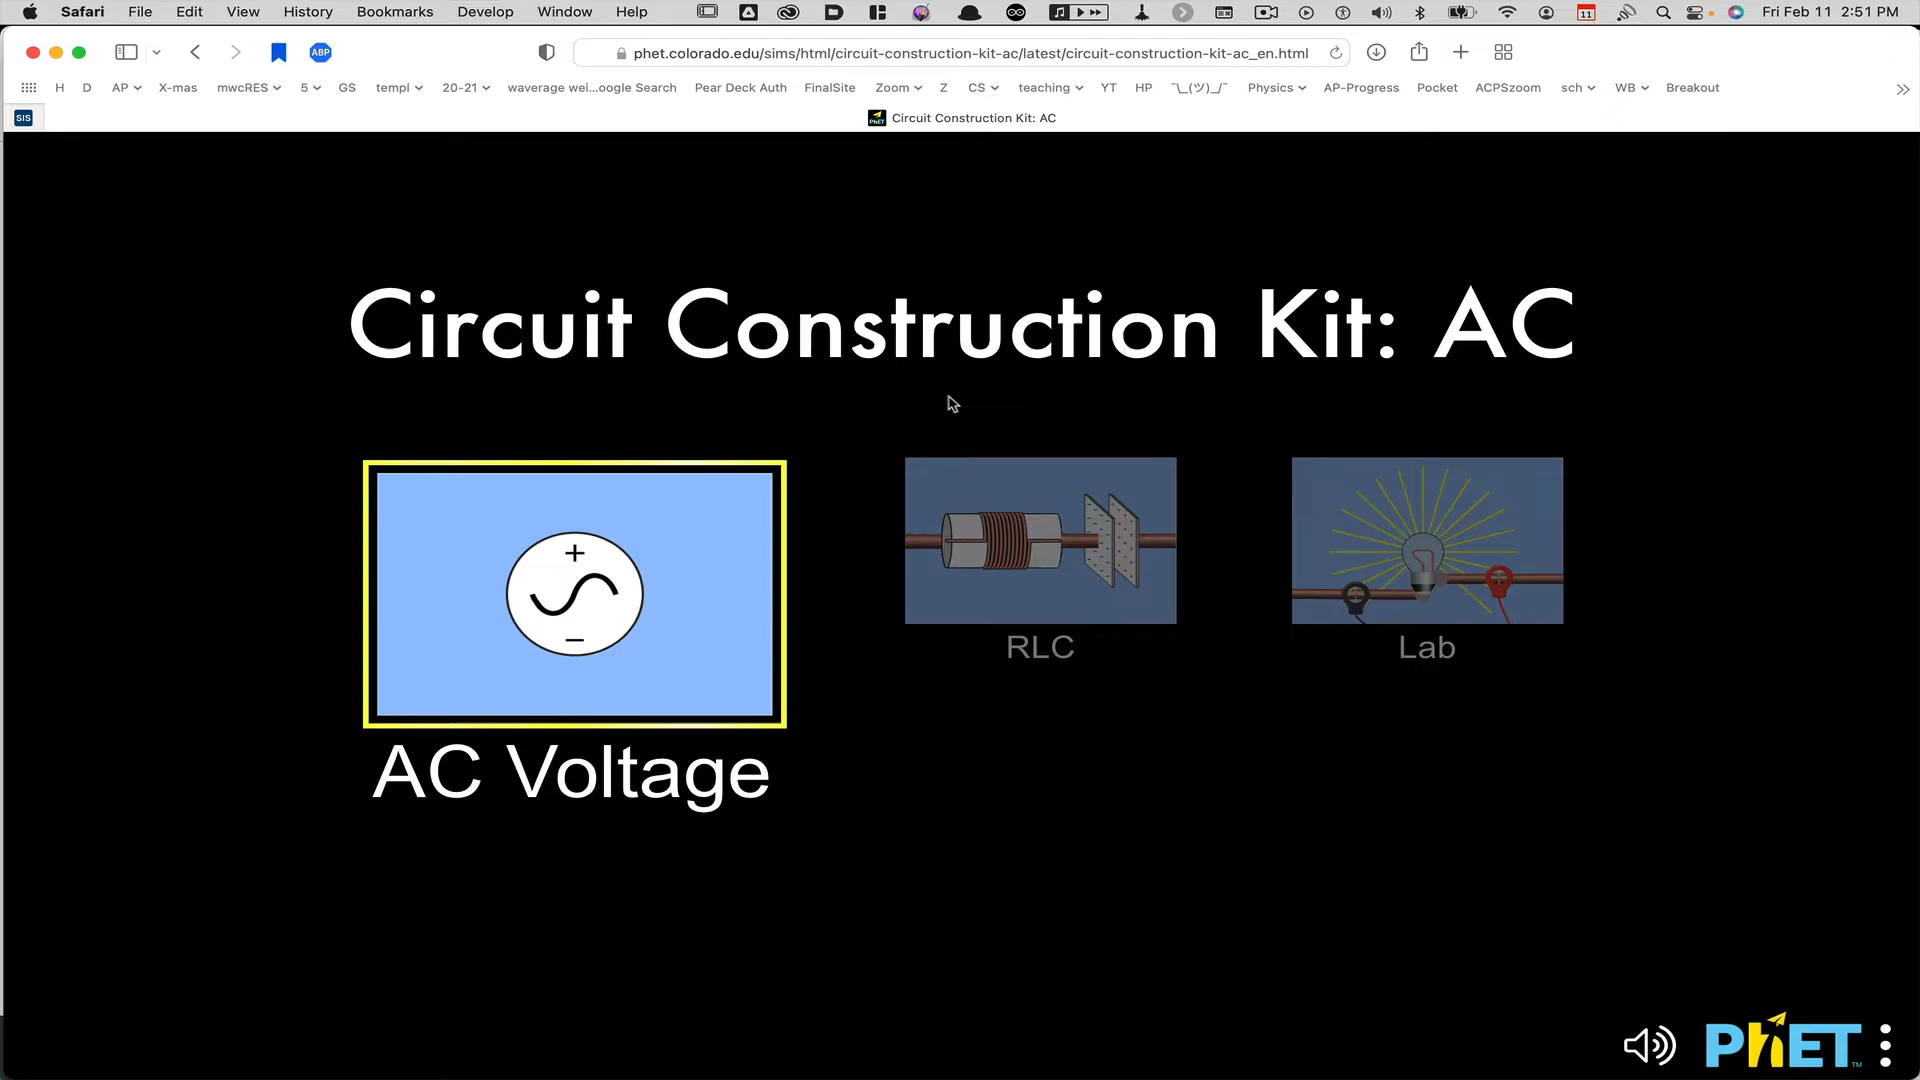 Safari File Edit View History Bookmarks Develop Window Help 11 Fri Feb 11 2:51 PM
ABP phet.colorado.edu/sims/html/circuit-construction-kit-ac/latest/circuit-construction-kit-ac_en.html
H D AP X-mas mwcRES 5 GS templ 20-21 waverage wei...oogle Search Pear Deck Auth FinalSite Zoom Z CS teaching YT HP ¯\_(ツ)_/¯ Physics AP-Progress Pocket ACPSzoom sch WB Breakout
SIS PhET Circuit Construction Kit: AC
Circuit Construction Kit: AC
+
−
AC Voltage
RLC
Lab
PhET™